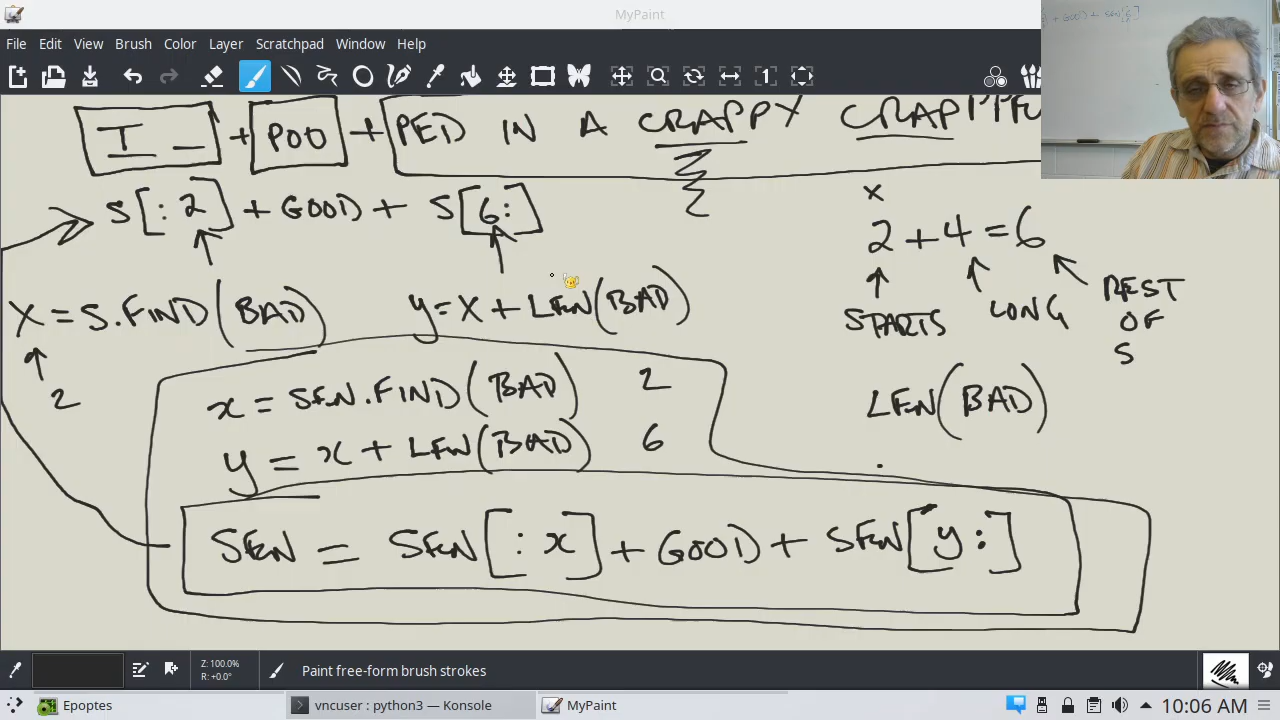 MyPaint
File Edit View Brush Color Layer Scratchpad Window Help
I _ + POO + PED IN A CRAPPY CRAPPPFU
S[:2] + GOOD + S[6:]
X
2 + 4 = 6
STARTS LONG REST OF S
X = S.FIND(BAD) y = X + LEN(BAD)
2
x = SEN.FIND(BAD) 2
LEN(BAD)
y = x + LEN(BAD) 6
SEN = SEN[:x] + GOOD + SEN[y:]
Z: 100.0%
R: +0.0°
Paint free-form brush strokes
Epoptes vncuser : python3 — Konsole MyPaint 10:06 AM